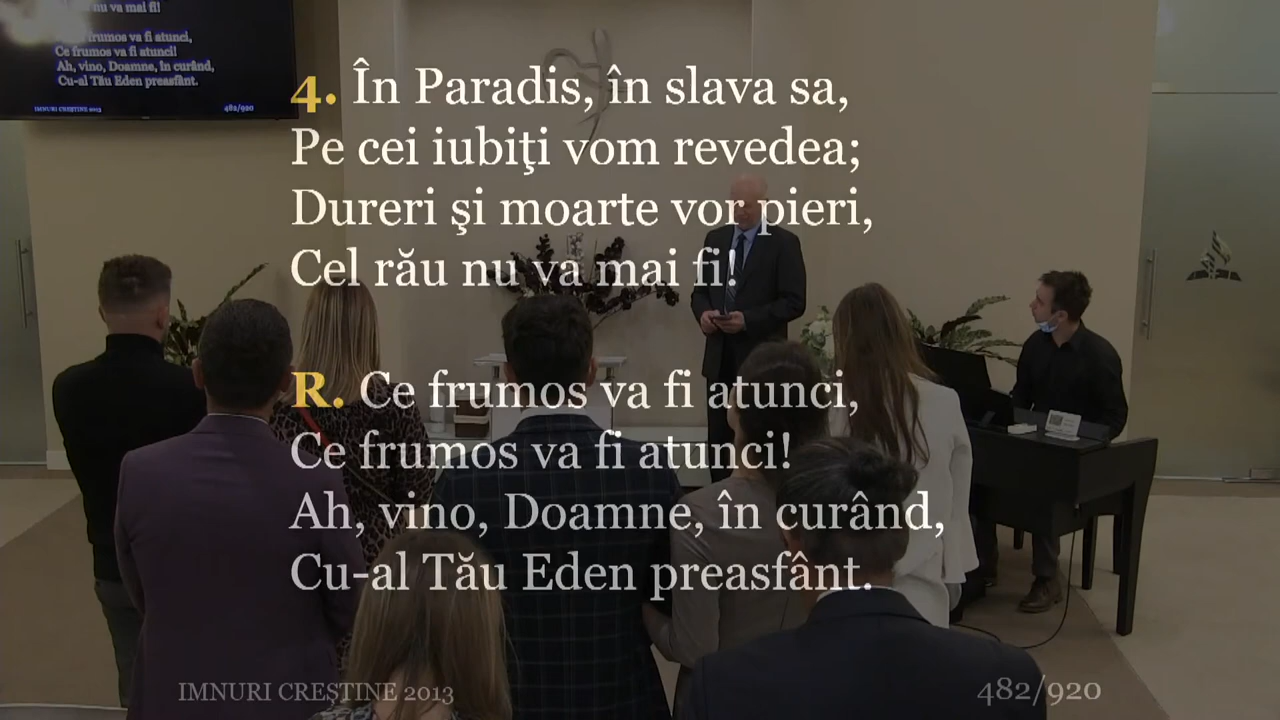 nu va mai fi!
frumos va fi atunci,
Ce frumos va fi atunci!
Ah, vino, Doamne, în curând,
Cu-al Tău Eden preasfânt.
IMNURI CREȘTINE 2013 482/920
4. În Paradis, în slava sa,
Pe cei iubiţi vom revedea;
Dureri şi moarte vor pieri,
Cel rău nu va mai fi!
R. Ce frumos va fi atunci,
Ce frumos va fi atunci!
Ah, vino, Doamne, în curând,
Cu-al Tău Eden preasfânt.
IMNURI CREȘTINE 2013 482/920